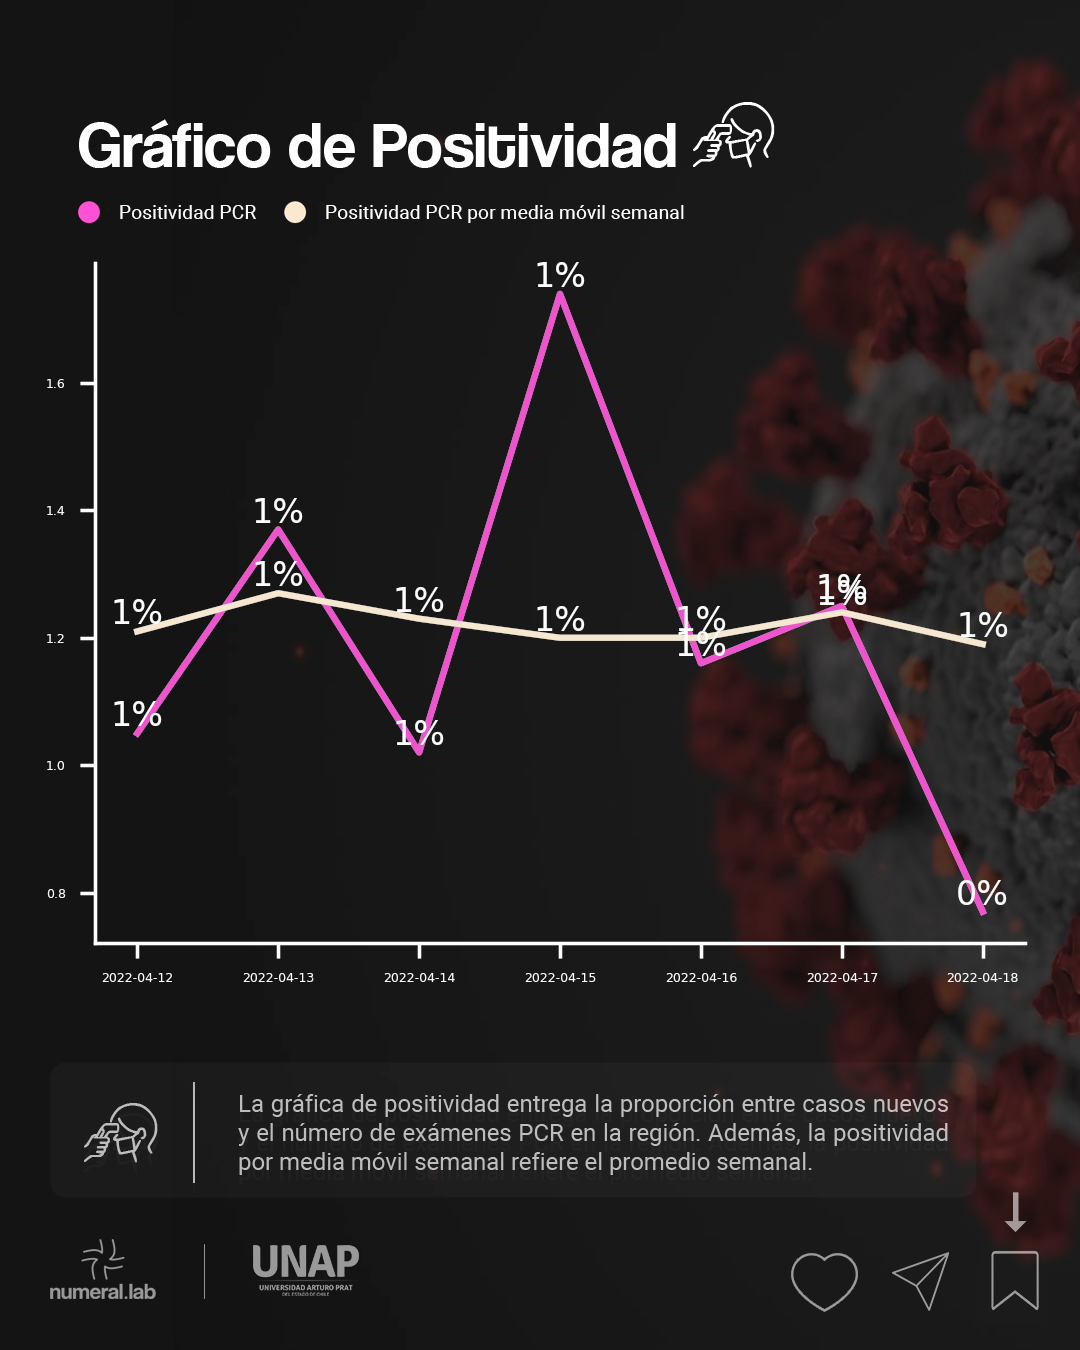 Gráfico de Positividad
Positividad PCR
Positividad PCR por media móvil semanal
1%
1.6
1.4
1%
1%
1%
1%
1%
1%
1%
1%
1%
1%
1.2
1%
1%
1.0
0.8
0%
2022-04-12
2022-04-13
2022-04-14
2022-04-15
2022-04-16
2022-04-17
2022-04-18
La gráfica de positividad entrega la proporción entre casos nuevos
y el número de exámenes PCR en la región. Además, la positividad
por media móvil semanal refiere el promedio semanal.
numeral.lab
UNAP
UNIVERSIDAD ARTURO PRAT
DEL ESTADO DE CHILE